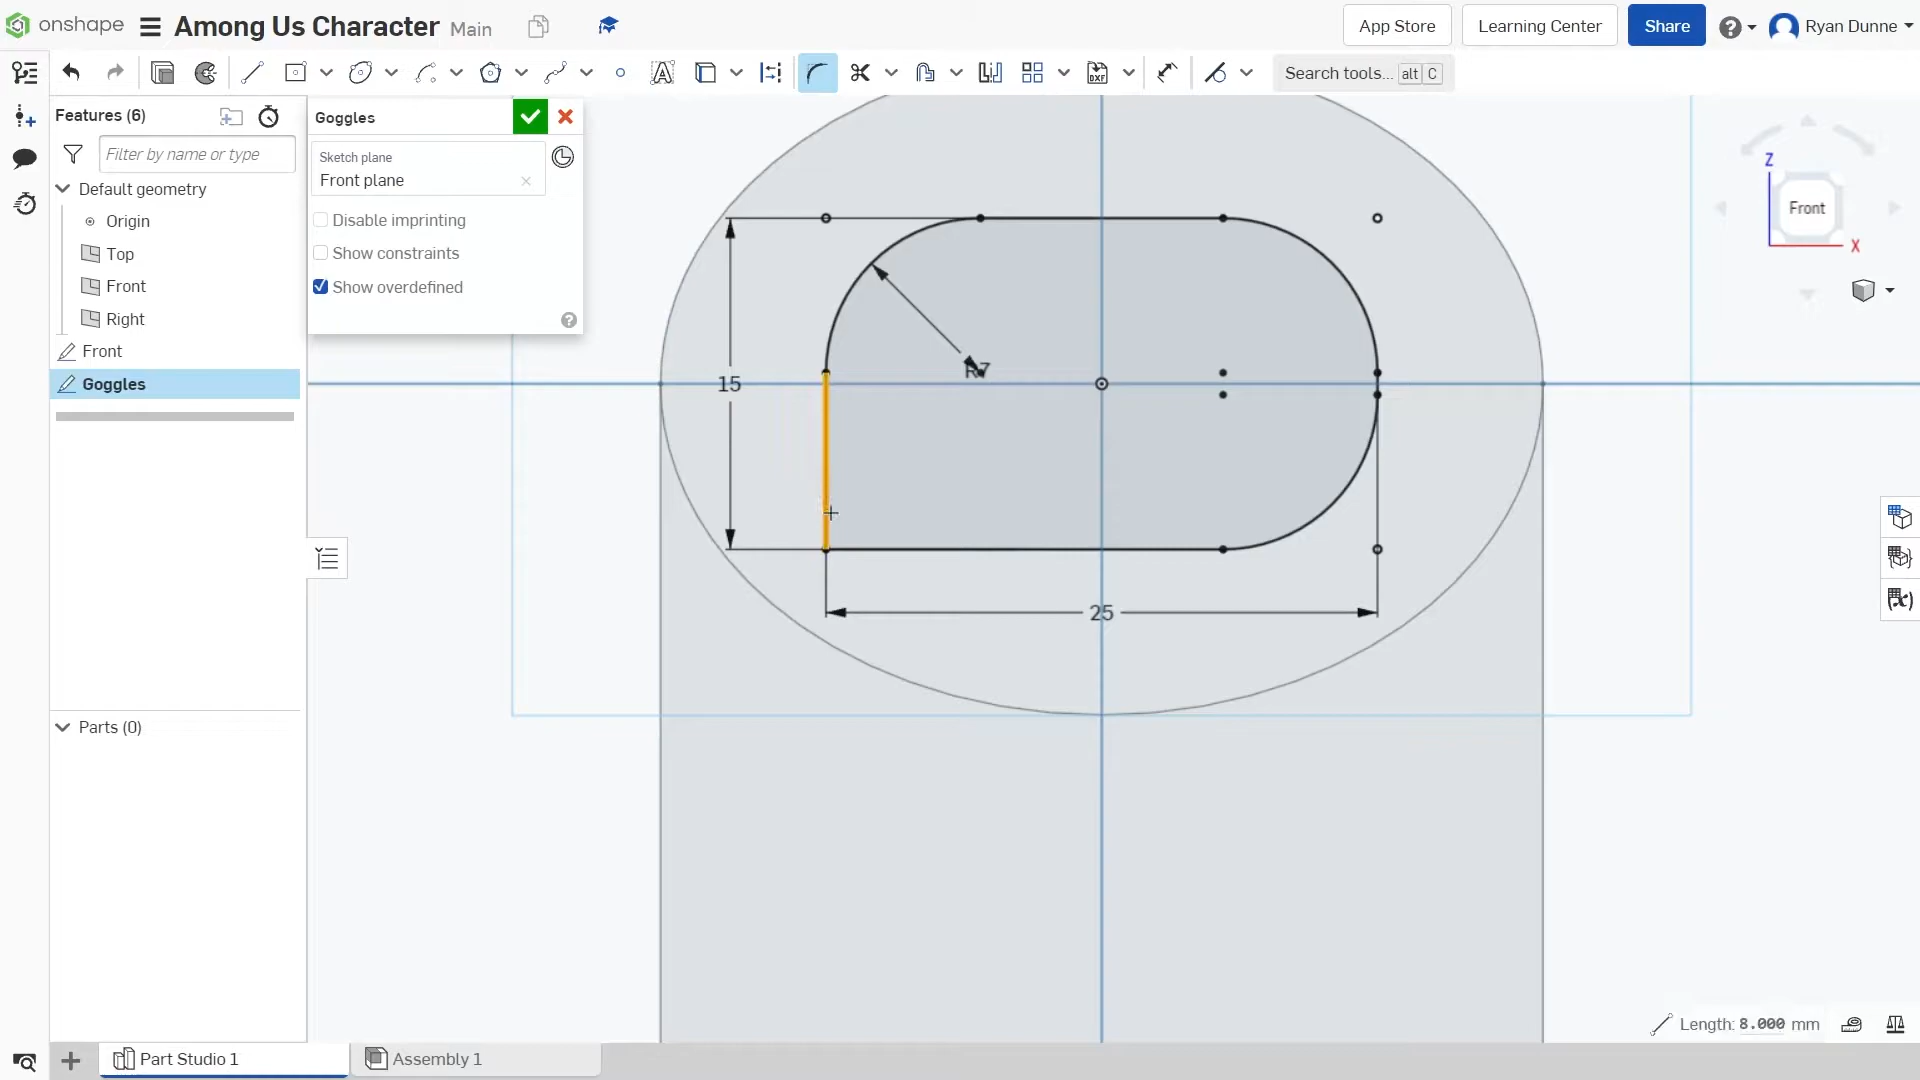 onshape
Among Us Character Main
App Store
Learning Center
Share
Ryan Dunne
Search tools... alt C
Features (6)
Filter by name or type
Default geometry
Origin
Top
Front
Right
Front
Goggles
Parts (0)
Goggles
Sketch plane
Front plane
Disable imprinting
Show constraints
Show overdefined
15
R7
25
Z
Front
X
Length: 8.000 mm
Part Studio 1
Assembly 1